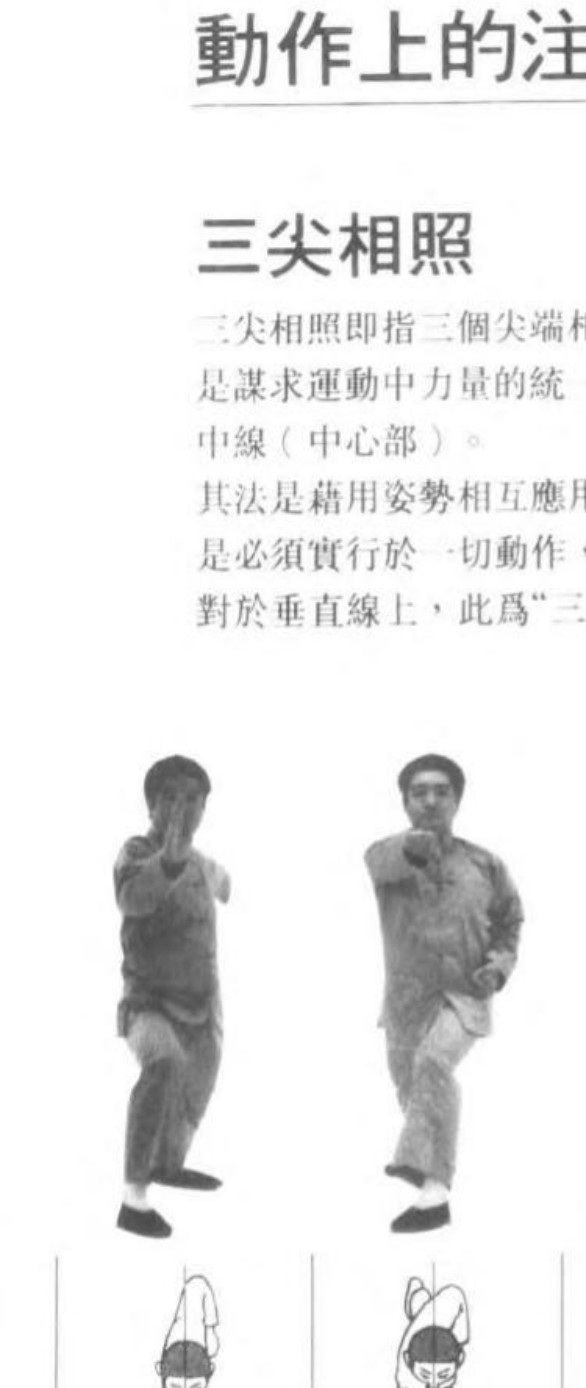 動作上的注
三尖相照
三尖相照即指三個尖端相
是謀求運動中力量的統一
中線（中心部）。
其法是藉用姿勢相互應用
是必須實行於一切動作，
對於垂直線上，此爲“三